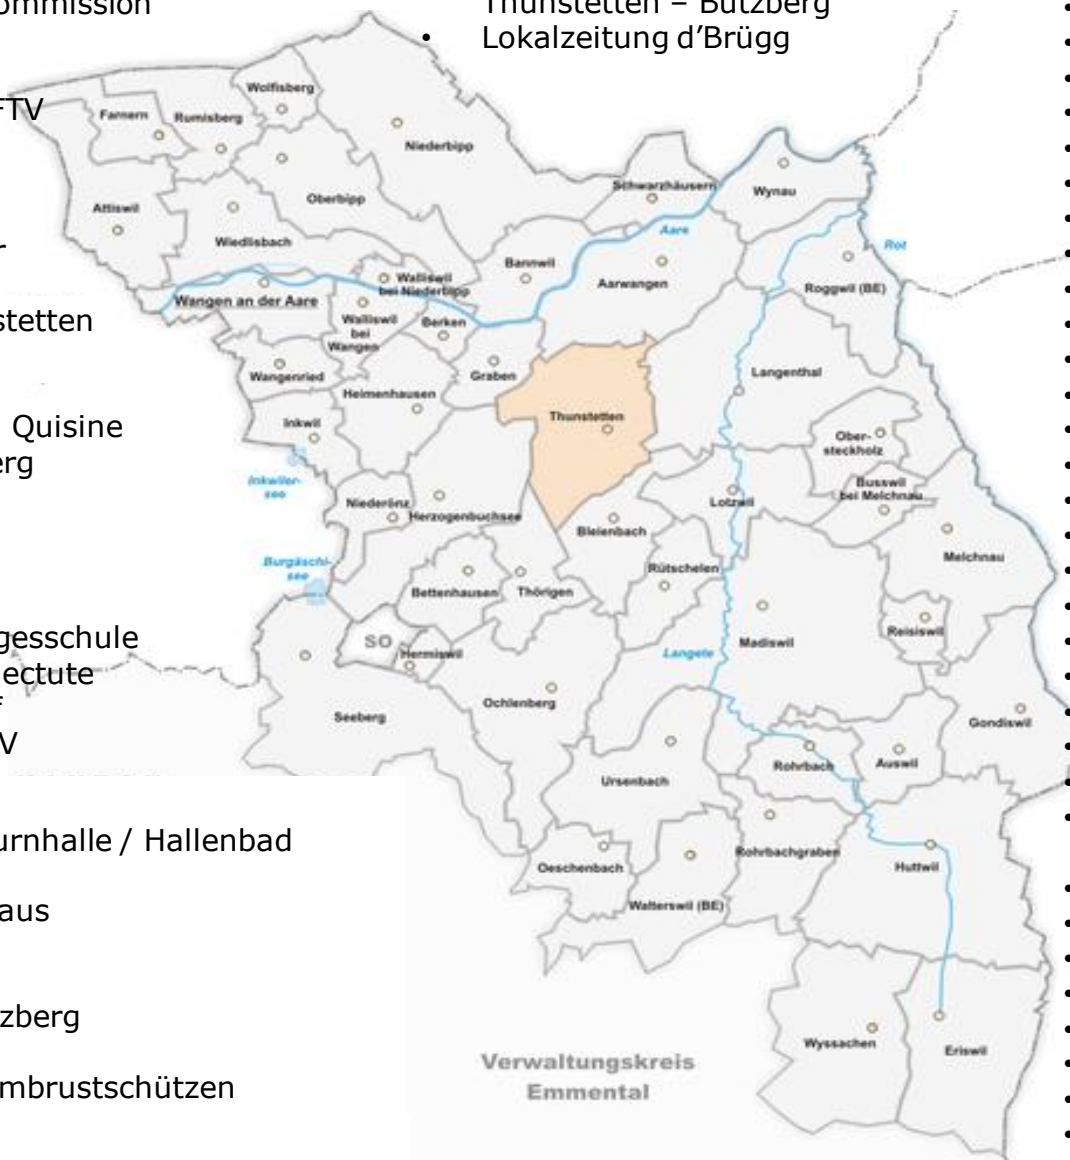 ommission
Thunstetten – Bützberg
• Lokalzeitung d’Brügg
FTV
stetten
Quisine
erg
gesschule
ectute
V
urnhalle / Hallenbad
aus
zberg
mbrustschützen
Wolfisberg
Farnern
Rumisberg
Niederbipp
Attiswil
Oberbipp
Wiedlisbach
Schwarzhäusern
Wynau
Aare
Rot
Bannwil
Aarwangen
Roggwil (BE)
Walliswil
bei Niederbipp
Wangen an der Aare
Walliswil
bei
Wangen
Berken
Wangenried
Graben
Langenthal
Heimenhausen
Inkwil
Thunstetten
Ober-
steckholz
Inkwiler-
see
Niederönz
Herzogenbuchsee
Lotzwil
Busswil
bei Melchnau
Bleienbach
Melchnau
Burgäschi-
see
Bettenhausen
Thörigen
Rütschelen
SO
Hermiswil
Langete
Madiswil
Reisiswil
Seeberg
Ochlenberg
Gondiswil
Ursenbach
Rohrbach
Auswil
Oeschenbach
Rohrbachgraben
Huttwil
Walterswil (BE)
Wyssachen
Eriswil
Verwaltungskreis
Emmental